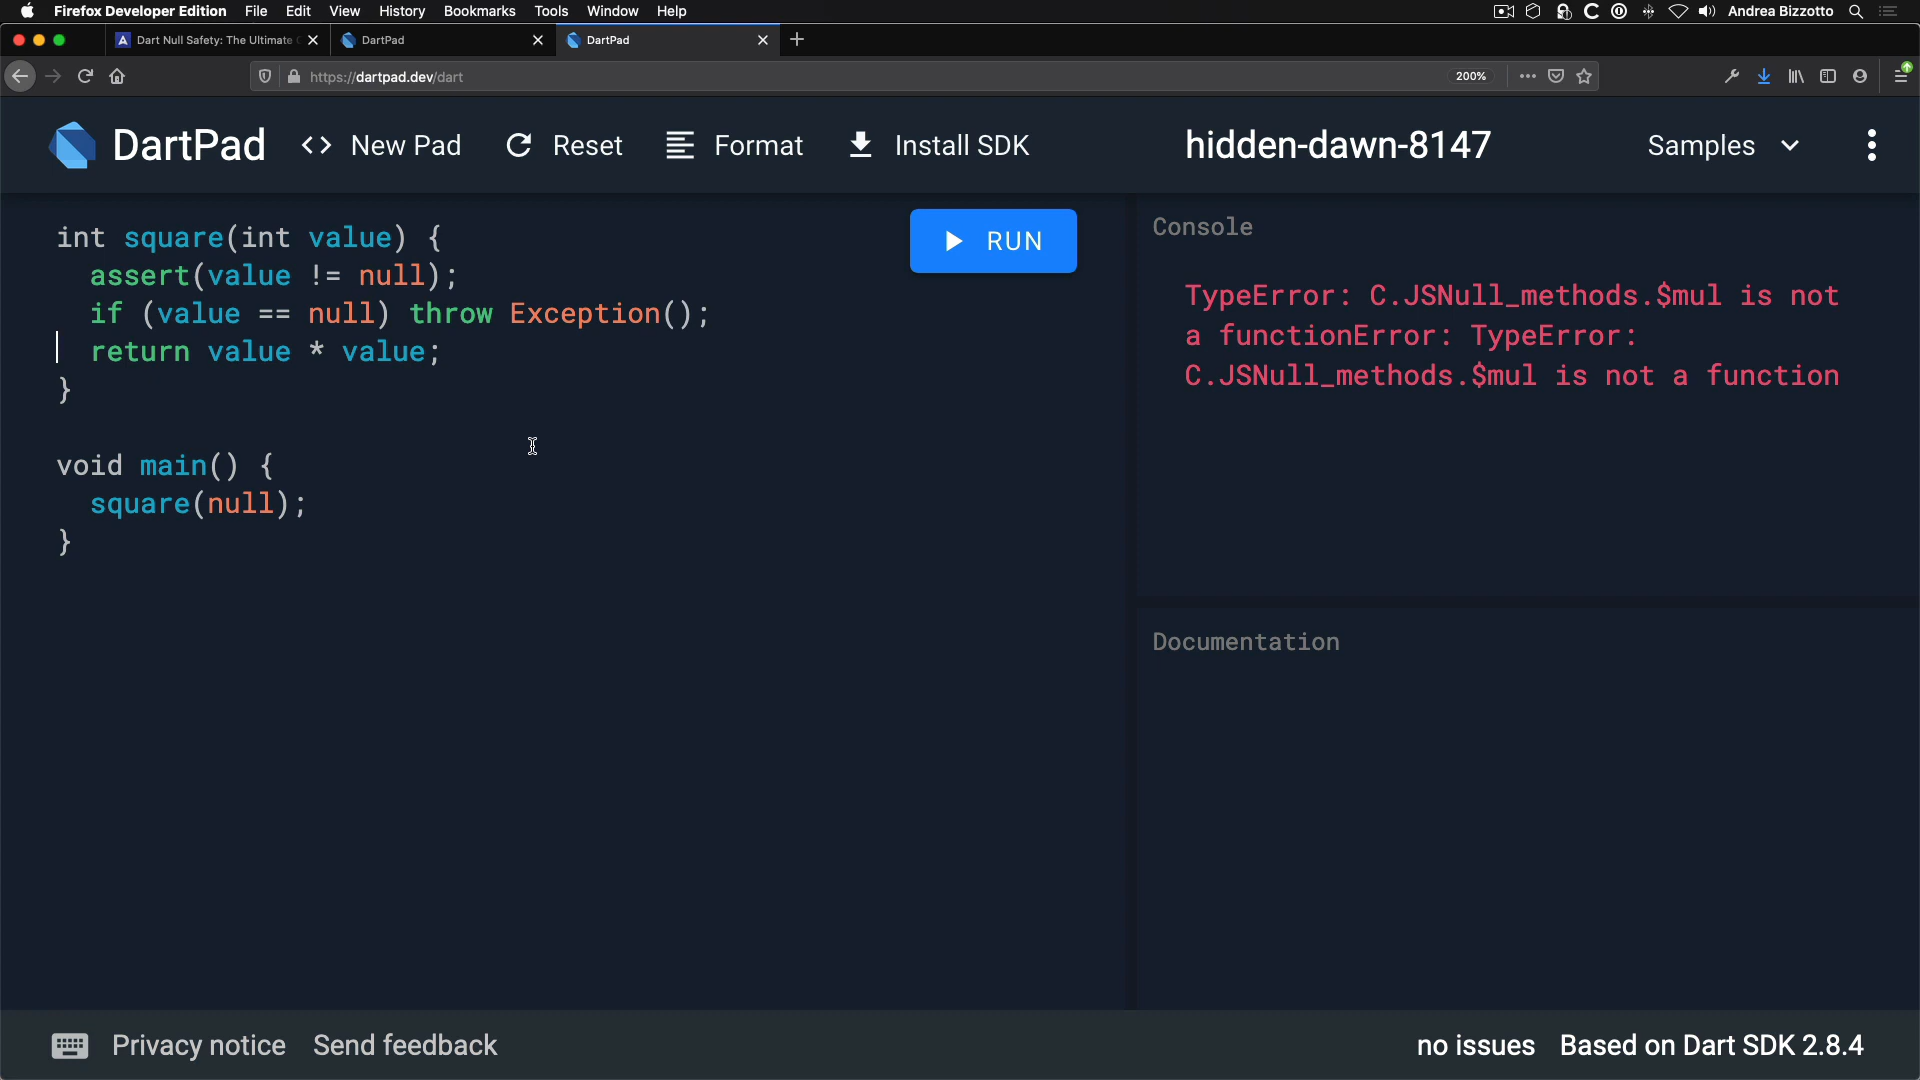 Firefox Developer Edition File Edit View History Bookmarks Tools Window Help Andrea Bizzotto
Dart Null Safety: The Ultimate DartPad DartPad
https://dartpad.dev/dart 200%
DartPad New Pad Reset Format Install SDK hidden-dawn-8147 Samples
int square(int value) {
assert(value != null);
if (value == null) throw Exception();
return value * value;
}
void main() {
square(null);
}
RUN
Console
TypeError: C.JSNull_methods.$mul is not
a functionError: TypeError:
C.JSNull_methods.$mul is not a function
Documentation
Privacy notice Send feedback no issues Based on Dart SDK 2.8.4